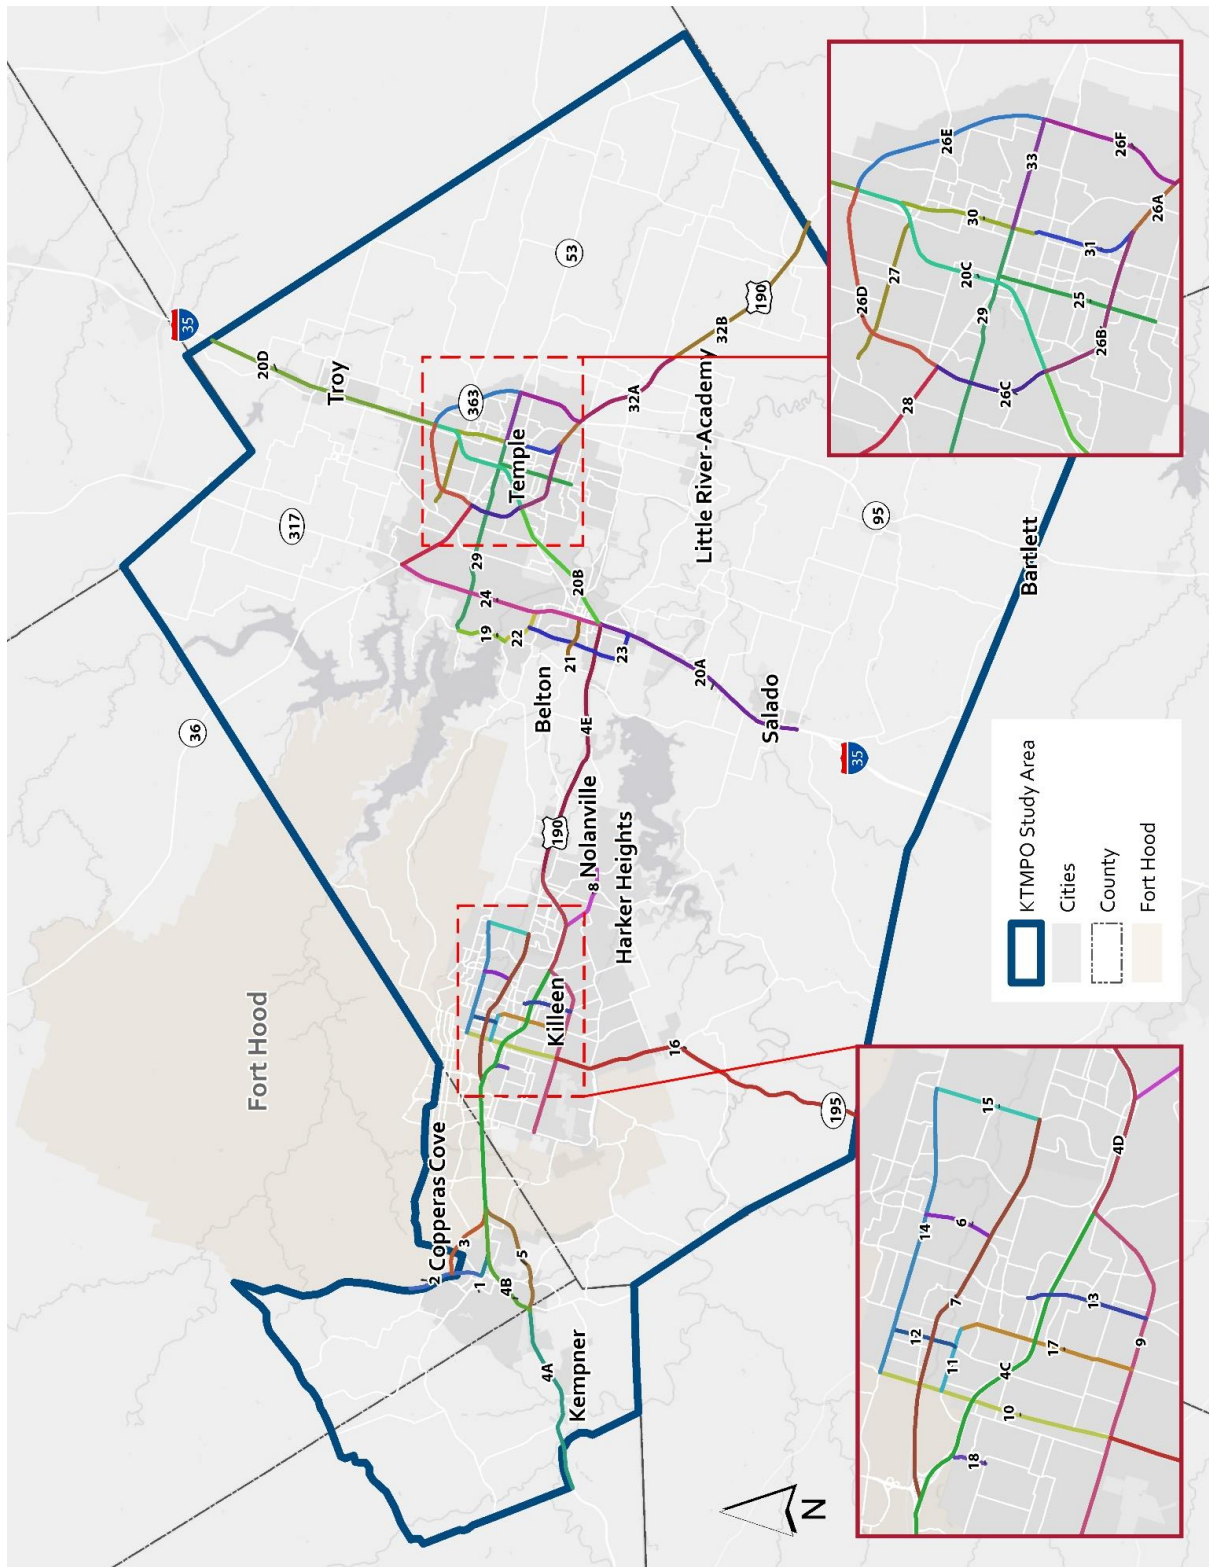 36
317
35
20D
Troy
53
363
Temple
29
24
19
22
21
23
20B
Belton
4E
20A
Salado
35
190
32B
32A
Little River-Academy
95
Bartlett
Fort Hood
190
Nolanville
8
Harker Heights
Killeen
16
195
Copperas Cove
2
3
1
5
4B
4A
Kempner
N
KTMPO Study Area
Cities
County
Fort Hood
14
15
6
7
12
11
4C
4D
13
17
9
10
18
26E
33
26F
30
26A
31
27
20C
26D
29
25
26B
28
26C